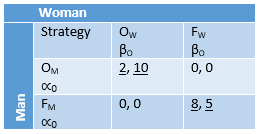 Woman
Man
Strategy O_W F_W
β_O β_O
O_M 2, 10 0, 0
∝_0
F_M 0, 0 8, 5
∝_0